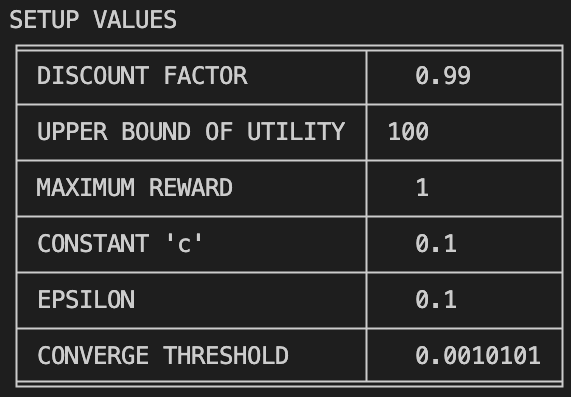 SETUP VALUES
DISCOUNT FACTOR 0.99
UPPER BOUND OF UTILITY 100
MAXIMUM REWARD 1
CONSTANT 'c' 0.1
EPSILON 0.1
CONVERGE THRESHOLD 0.0010101